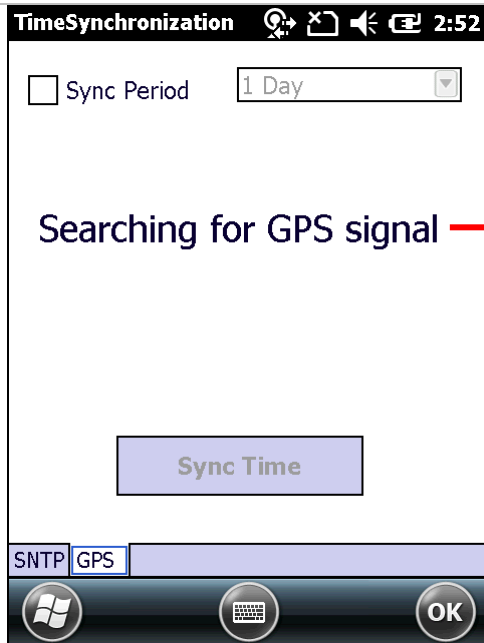 TimeSynchronization 2:52
Sync Period 1 Day
Searching for GPS signal
Sync Time
SNTP GPS
OK